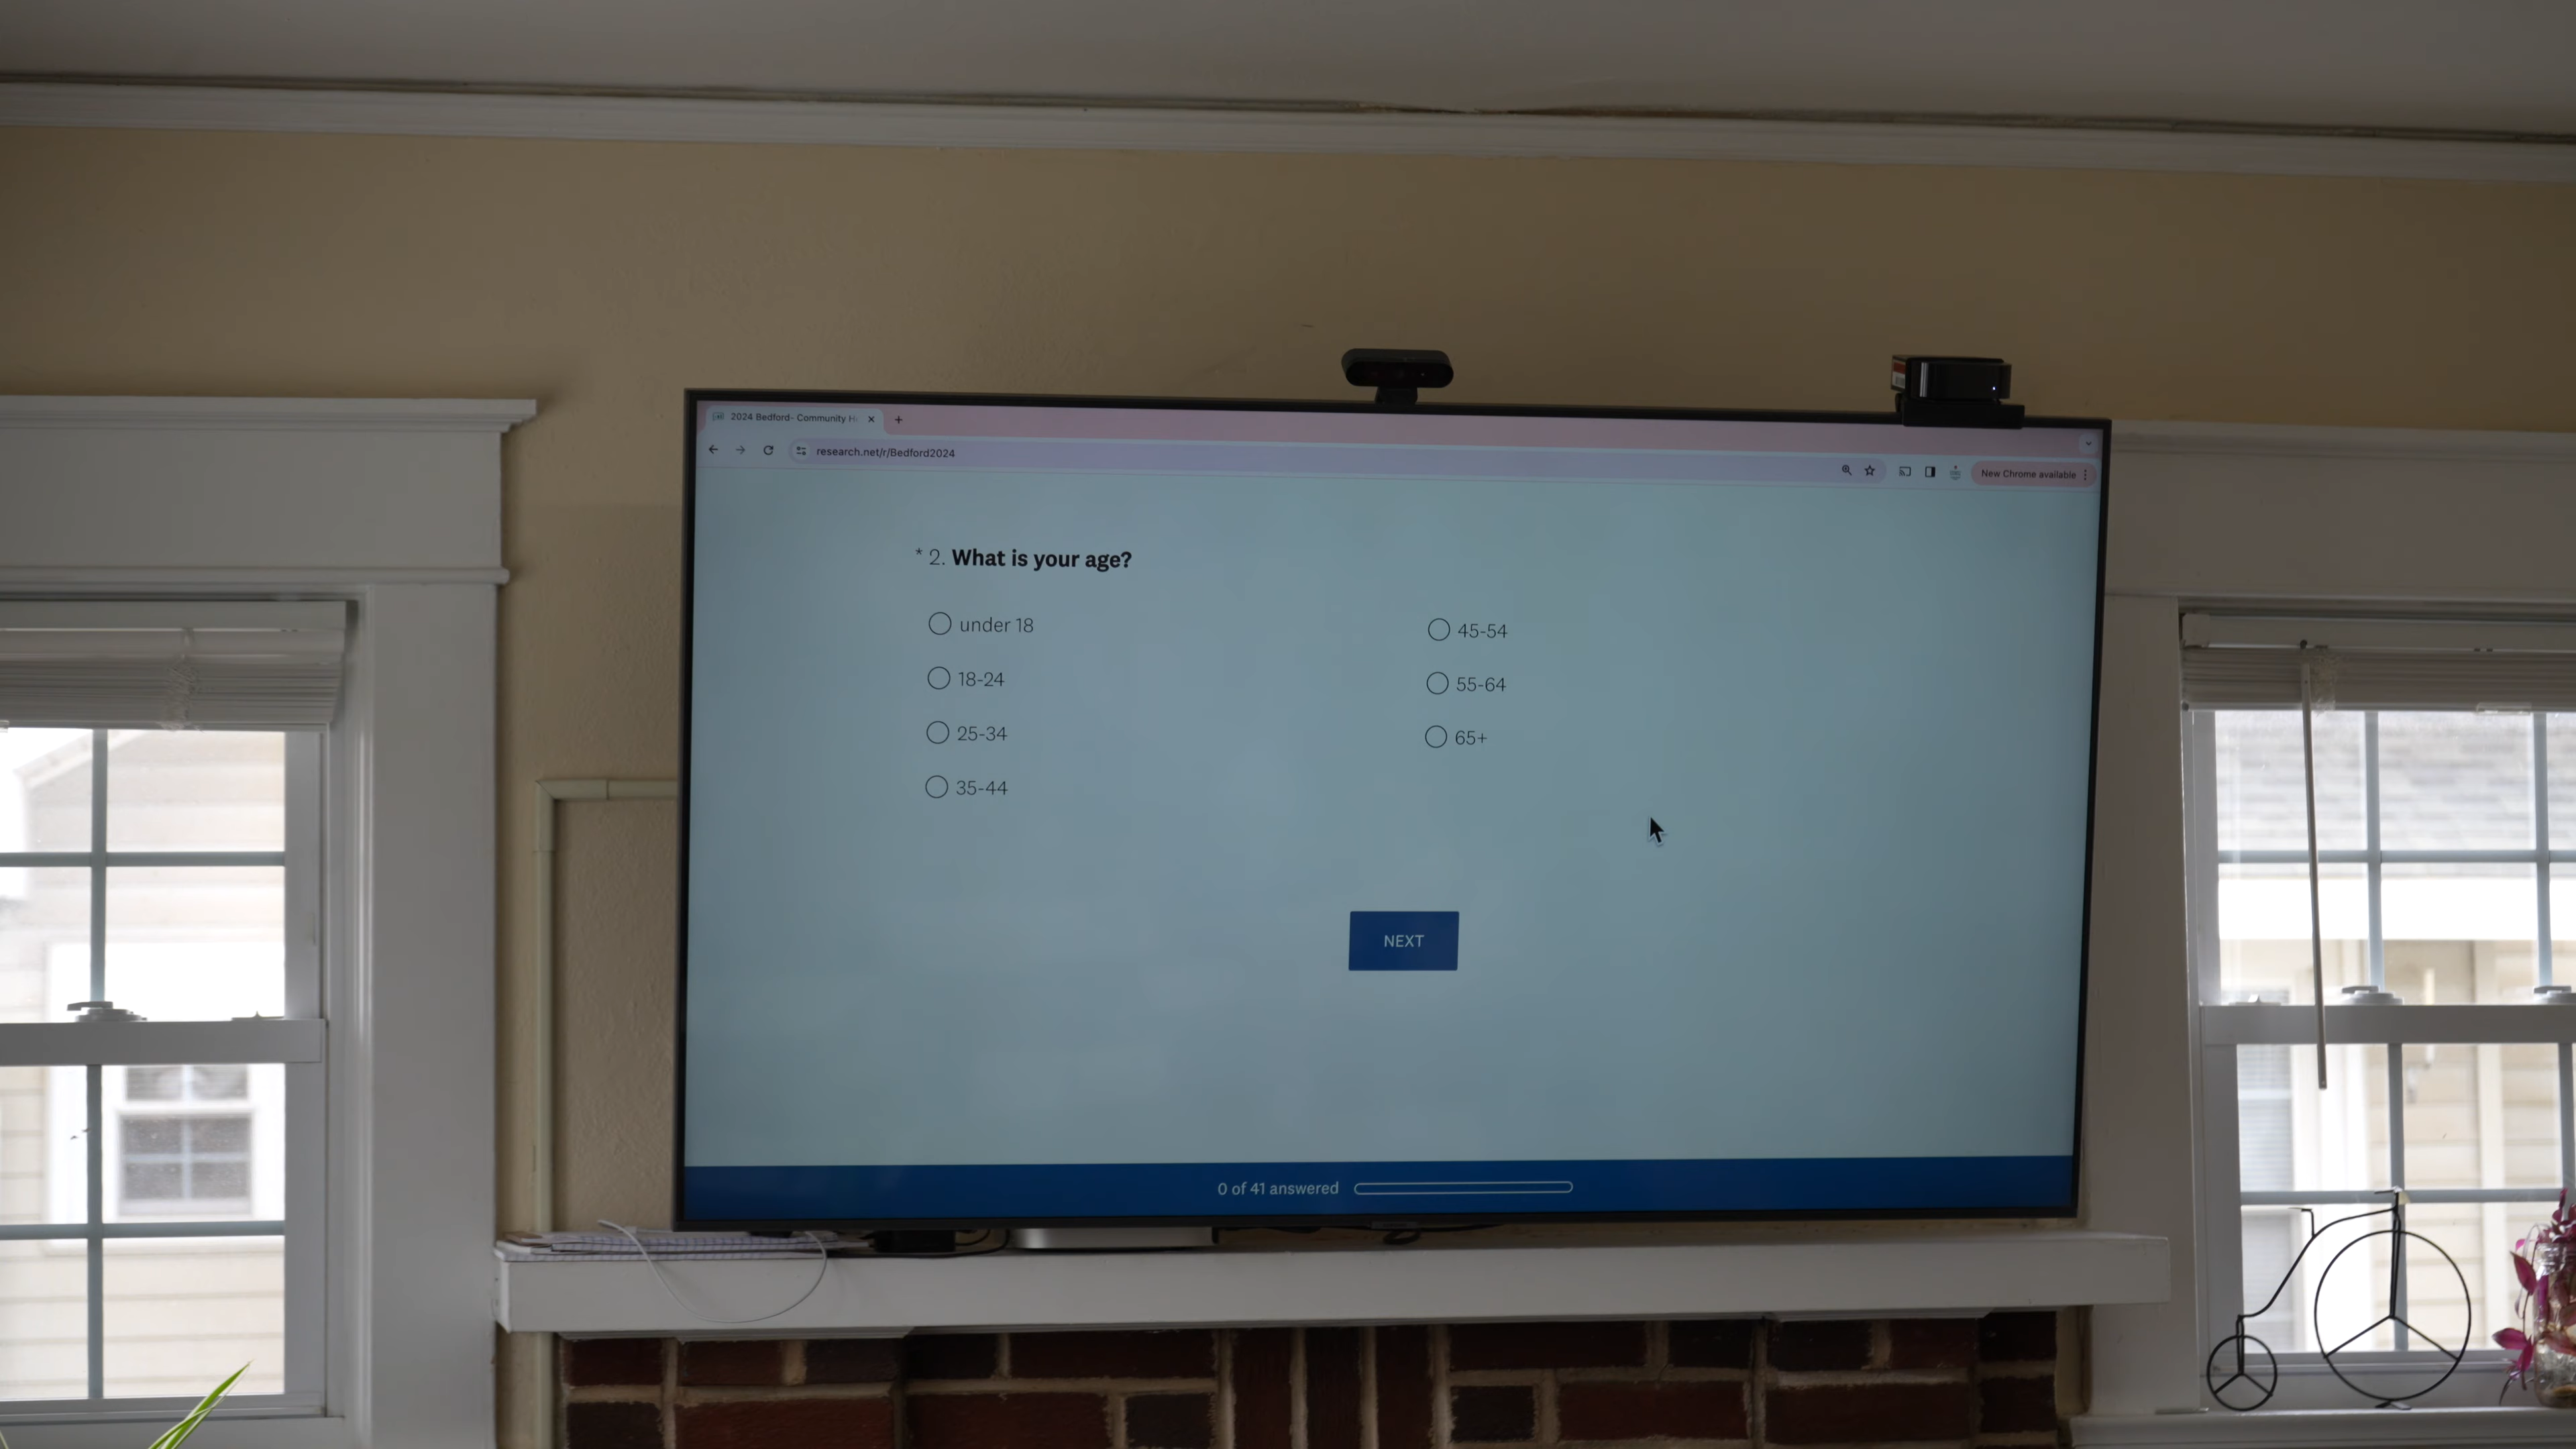 2024 Bedford- Community H
research.net/r/Bedford2024
New Chrome available
* 2. What is your age?
under 18
18-24
25-34
35-44
45-54
55-64
65+
NEXT
0 of 41 answered